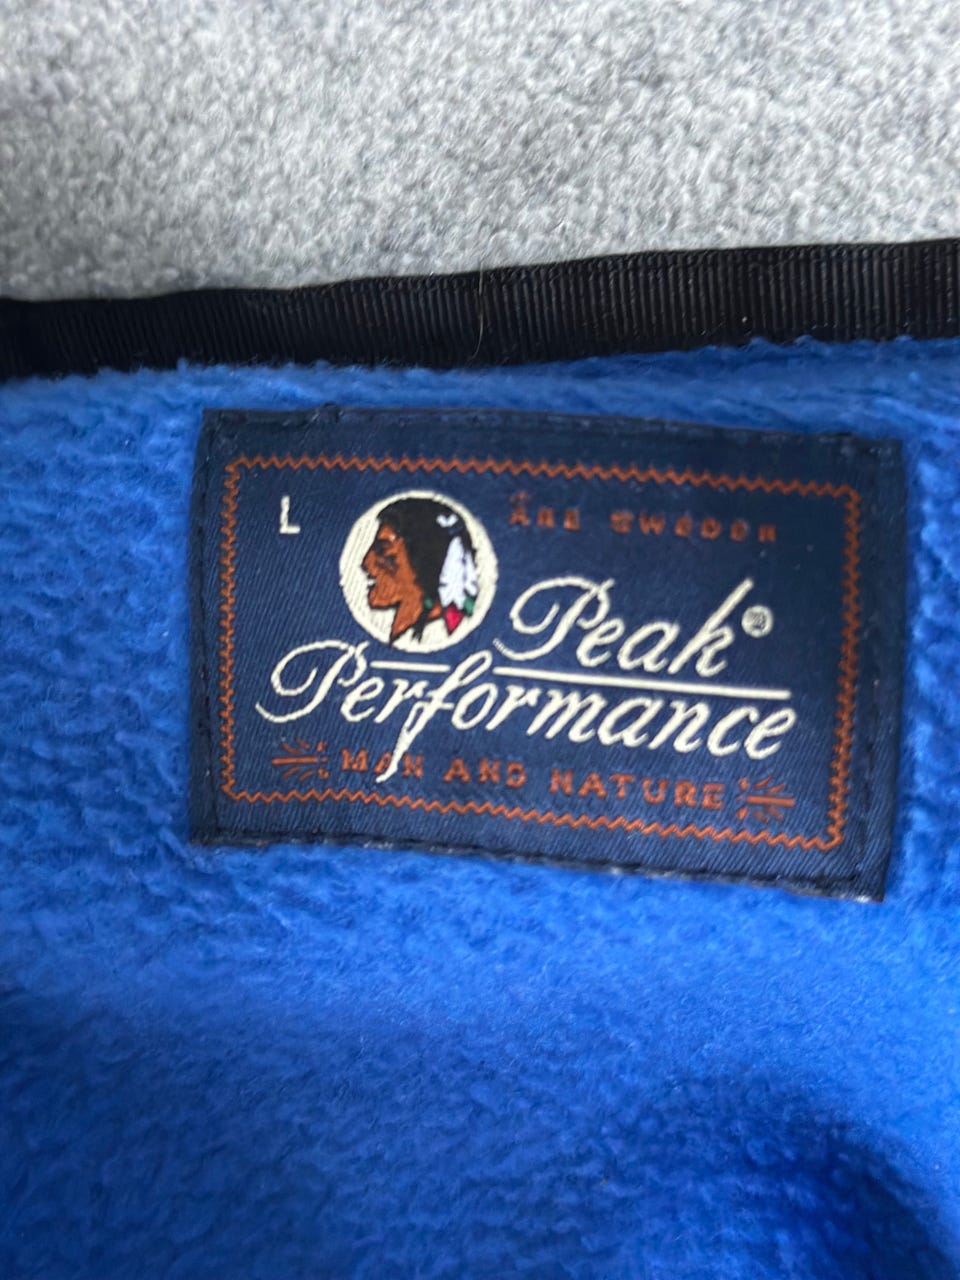 L
ÅRE SWEDEN
Peak®
Performance
MAN AND NATURE